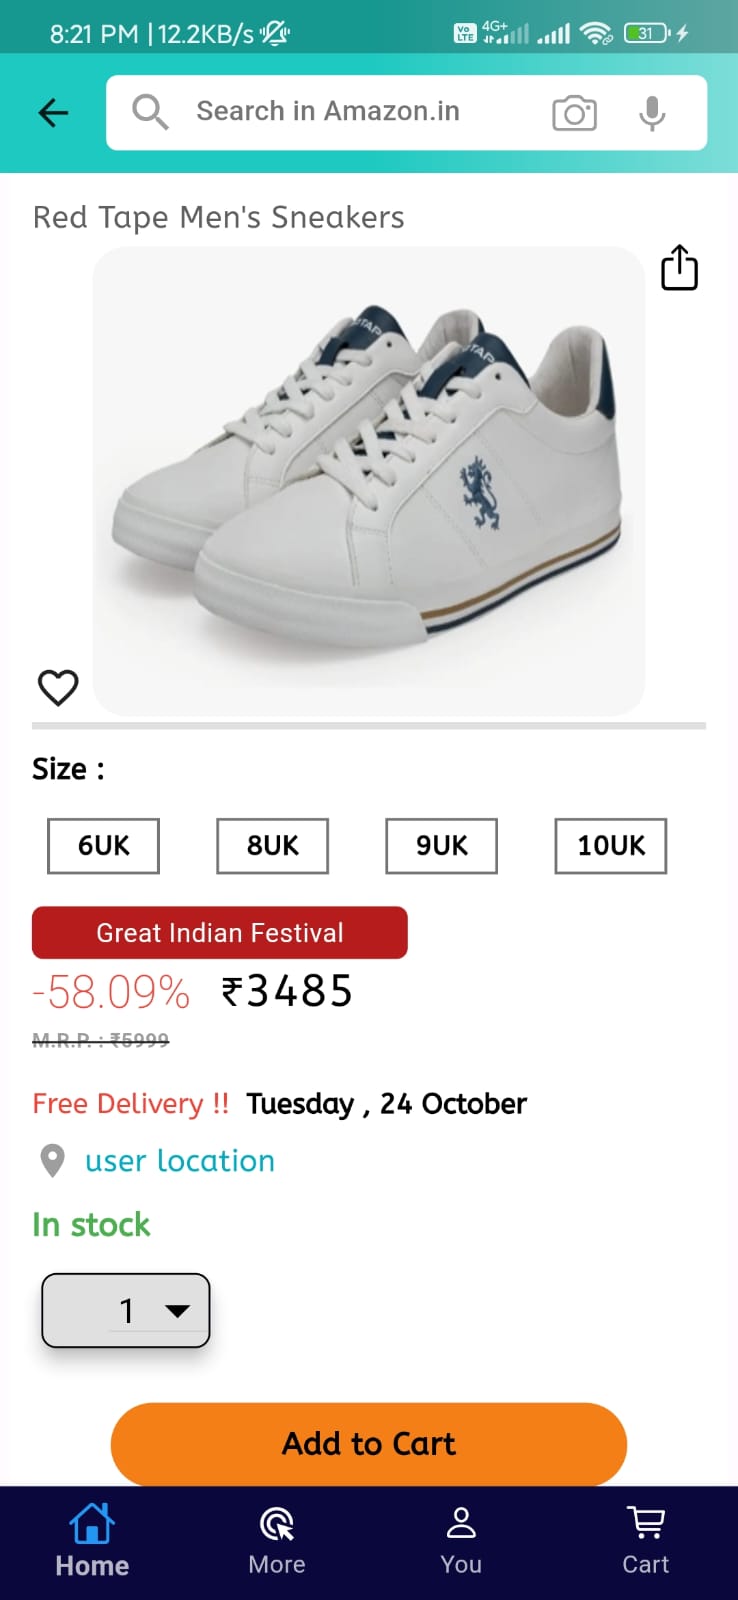 8:21 PM | 12.2KB/s
Vo LTE 4G+ 31
Search in Amazon.in
Red Tape Men's Sneakers
Size :
6UK 8UK 9UK 10UK
Great Indian Festival
-58.09% ₹3485
M.R.P. : ₹5999
Free Delivery !! Tuesday , 24 October
user location
In stock
1
Add to Cart
Home More You Cart